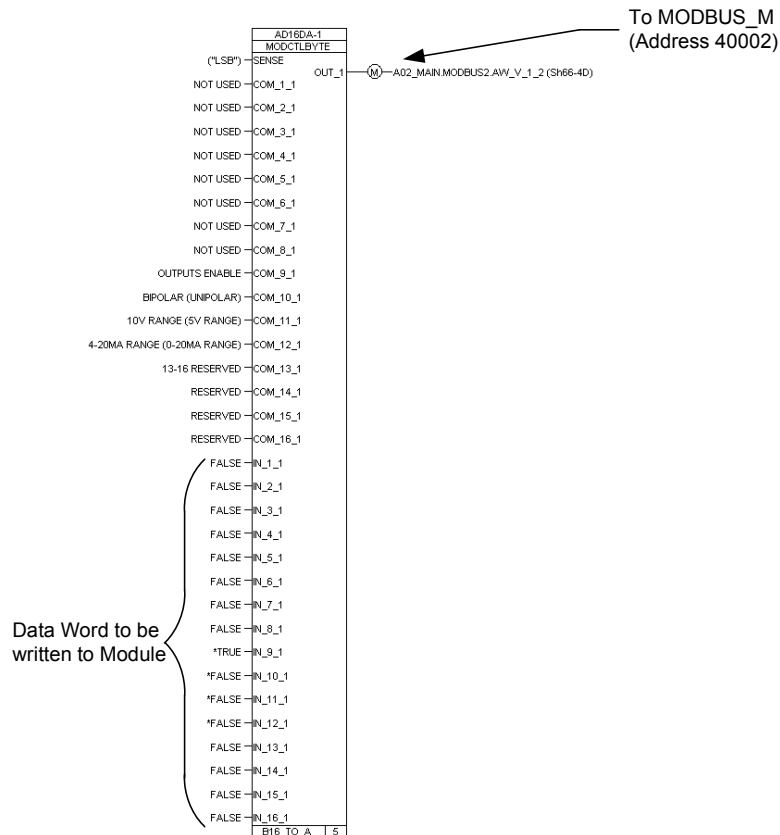 To MODBUS_M
(Address 40002)
AD16DA-1
MODCTLBYTE
("LSB") SENSE
OUT_1 M A02_MAIN.MODBUS2.AW_V_1_2 (Sh66-4D)
NOT USED COM_1_1
NOT USED COM_2_1
NOT USED COM_3_1
NOT USED COM_4_1
NOT USED COM_5_1
NOT USED COM_6_1
NOT USED COM_7_1
NOT USED COM_8_1
OUTPUTS ENABLE COM_9_1
BIPOLAR (UNIPOLAR) COM_10_1
10V RANGE (5V RANGE) COM_11_1
4-20MA RANGE (0-20MA RANGE) COM_12_1
13-16 RESERVED COM_13_1
RESERVED COM_14_1
RESERVED COM_15_1
RESERVED COM_16_1
FALSE IN_1_1
FALSE IN_2_1
FALSE IN_3_1
FALSE IN_4_1
FALSE IN_5_1
FALSE IN_6_1
FALSE IN_7_1
FALSE IN_8_1
*TRUE IN_9_1
*FALSE IN_10_1
*FALSE IN_11_1
*FALSE IN_12_1
FALSE IN_13_1
FALSE IN_14_1
FALSE IN_15_1
FALSE IN_16_1
B16_TO_A 5
Data Word to be
written to Module